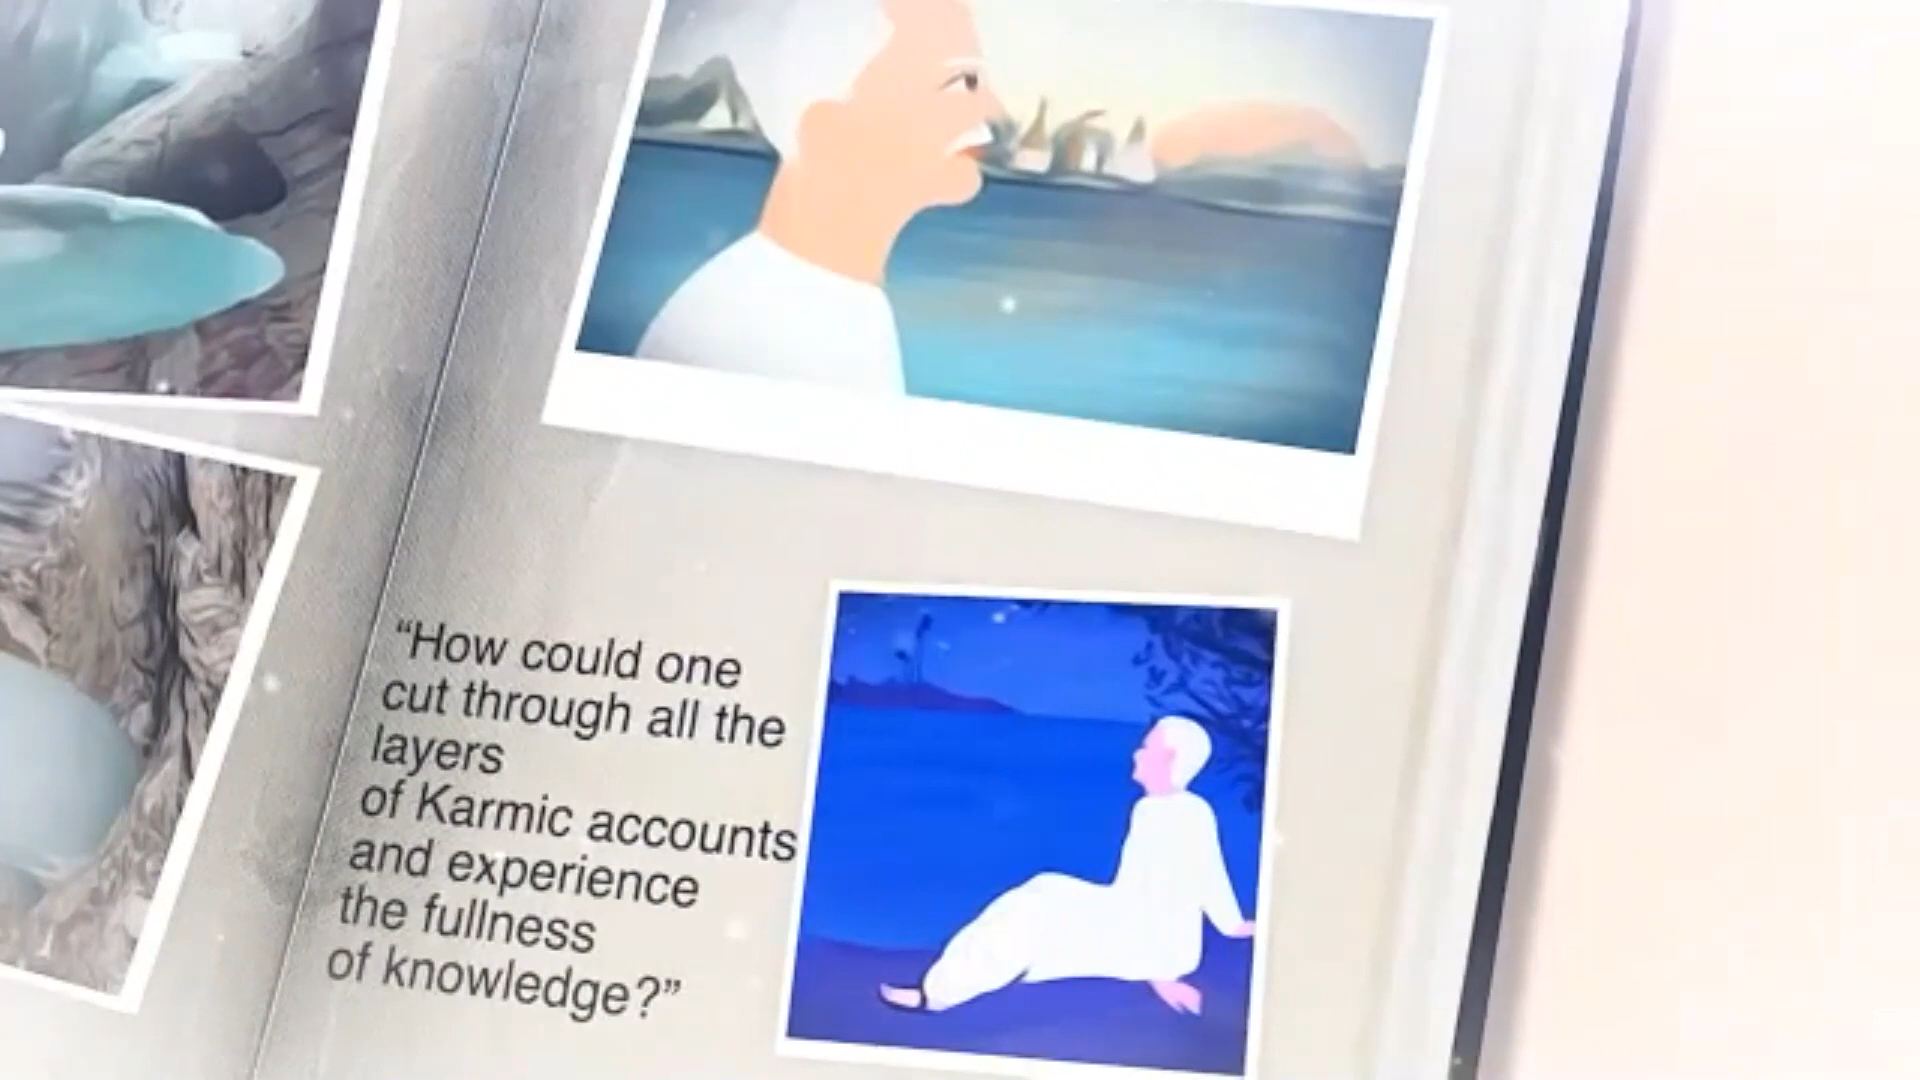 “How could one
cut through all the
layers
of Karmic accounts
and experience
the fullness
of knowledge?”